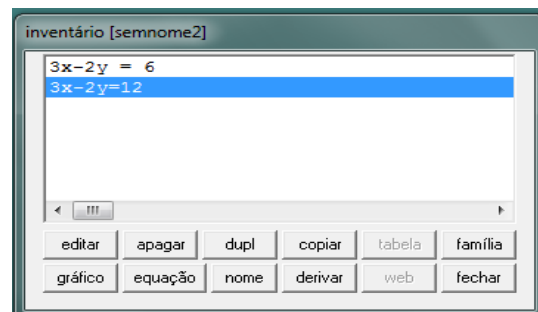 inventário [semnome2]
3x-2y = 6
3x-2y=12
editar apagar dupl copiar tabela família
gráfico equação nome derivar web fechar